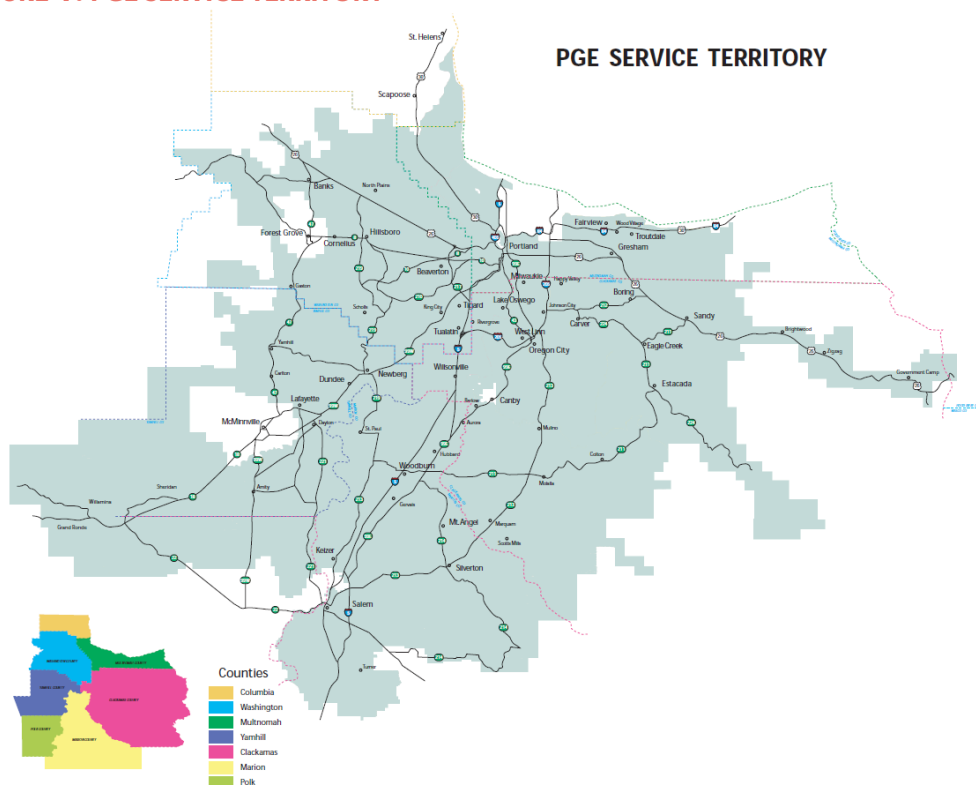 PGE SERVICE TERRITORY
St. Helens
Scapoose
Banks
North Plains
Forest Grove
Cornelius
Hillsboro
Portland
Fairview
Wood Village
Troutdale
Gresham
Beaverton
Milwaukie
Happy Valley
Gaston
Scholls
King City
Tigard
Lake Oswego
Johnson City
Boring
Sandy
Rivergrove
Tualatin
West Linn
Carver
Oregon City
Eagle Creek
Brightwood
Zigzag
Government Camp
Yamhill
Carlton
Dundee
Newberg
Wilsonville
Estacada
Lafayette
Canby
Barlow
McMinnville
Dayton
St. Paul
Aurora
Mulino
Hubbard
Colton
Woodburn
Molalla
Sheridan
Amity
Gervais
Willamina
Grand Ronde
Mt. Angel
Marquam
Scotts Mills
Keizer
Silverton
Salem
Turner
Counties
Columbia
Washington
Multnomah
Yamhill
Clackamas
Marion
Polk